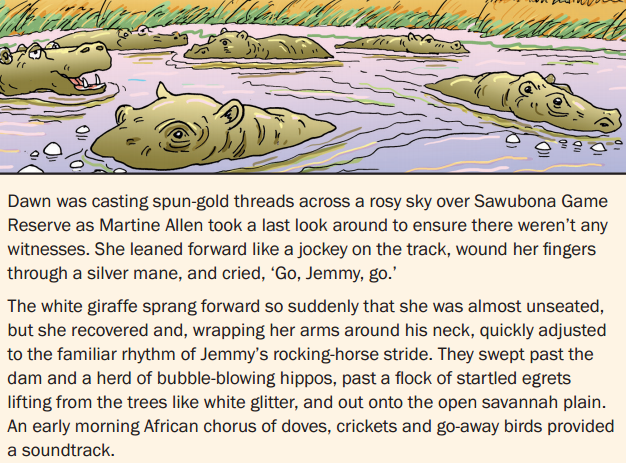 Dawn was casting spun-gold threads across a rosy sky over Sawubona Game
Reserve as Martine Allen took a last look around to ensure there weren’t any
witnesses. She leaned forward like a jockey on the track, wound her fingers
through a silver mane, and cried, ‘Go, Jemmy, go.’
The white giraffe sprang forward so suddenly that she was almost unseated,
but she recovered and, wrapping her arms around his neck, quickly adjusted
to the familiar rhythm of Jemmy’s rocking-horse stride. They swept past the
dam and a herd of bubble-blowing hippos, past a flock of startled egrets
lifting from the trees like white glitter, and out onto the open savannah plain.
An early morning African chorus of doves, crickets and go-away birds provided
a soundtrack.